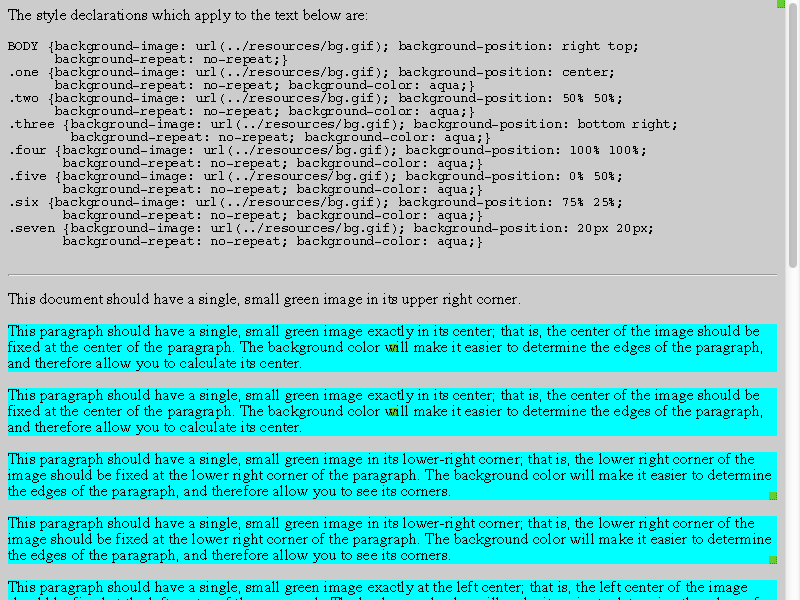 The style declarations which apply to the text below are:
BODY {background-image: url(../resources/bg.gif); background-position: right top;
background-repeat: no-repeat;}
.one {background-image: url(../resources/bg.gif); background-position: center;
background-repeat: no-repeat; background-color: aqua;}
.two {background-image: url(../resources/bg.gif); background-position: 50% 50%;
background-repeat: no-repeat; background-color: aqua;}
.three {background-image: url(../resources/bg.gif); background-position: bottom right;
background-repeat: no-repeat; background-color: aqua;}
.four {background-image: url(../resources/bg.gif); background-position: 100% 100%;
background-repeat: no-repeat; background-color: aqua;}
.five {background-image: url(../resources/bg.gif); background-position: 0% 50%;
background-repeat: no-repeat; background-color: aqua;}
.six {background-image: url(../resources/bg.gif); background-position: 75% 25%;
background-repeat: no-repeat; background-color: aqua;}
.seven {background-image: url(../resources/bg.gif); background-position: 20px 20px;
background-repeat: no-repeat; background-color: aqua;}
This document should have a single, small green image in its upper right corner.
This paragraph should have a single, small green image exactly in its center; that is, the center of the image should be
fixed at the center of the paragraph. The background color will make it easier to determine the edges of the paragraph,
and therefore allow you to calculate its center.
This paragraph should have a single, small green image exactly in its center; that is, the center of the image should be
fixed at the center of the paragraph. The background color will make it easier to determine the edges of the paragraph,
and therefore allow you to calculate its center.
This paragraph should have a single, small green image in its lower-right corner; that is, the lower right corner of the
image should be fixed at the lower right corner of the paragraph. The background color will make it easier to determine
the edges of the paragraph, and therefore allow you to see its corners.
This paragraph should have a single, small green image in its lower-right corner; that is, the lower right corner of the
image should be fixed at the lower right corner of the paragraph. The background color will make it easier to determine
the edges of the paragraph, and therefore allow you to see its corners.
This paragraph should have a single, small green image exactly at the left center; that is, the left center of the image